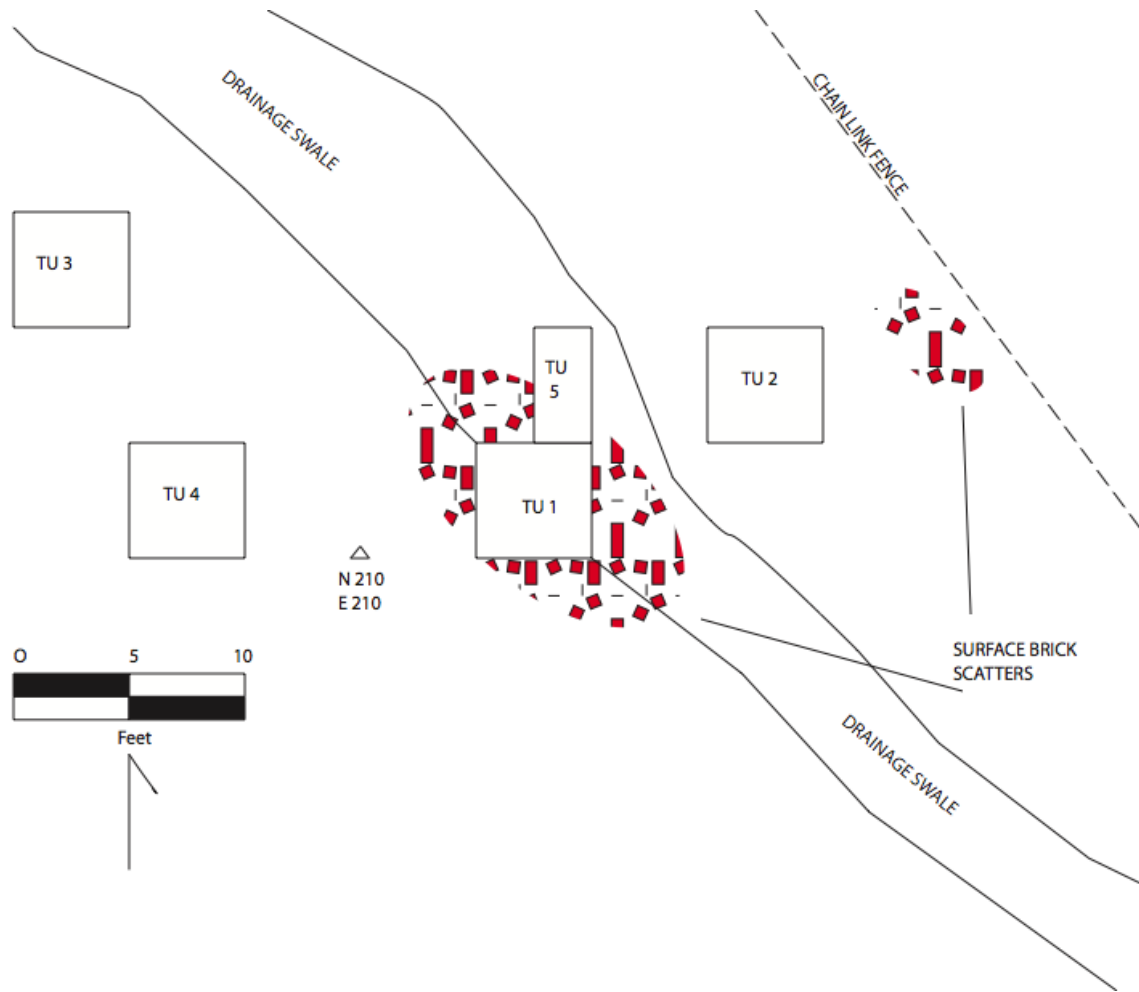 DRAINAGE SWALE
CHAIN LINK FENCE
TU 3
TU
5
TU 2
TU 4
TU 1
N 210
E 210
SURFACE BRICK
SCATTERS
O 5 10
Feet
DRAINAGE SWALE